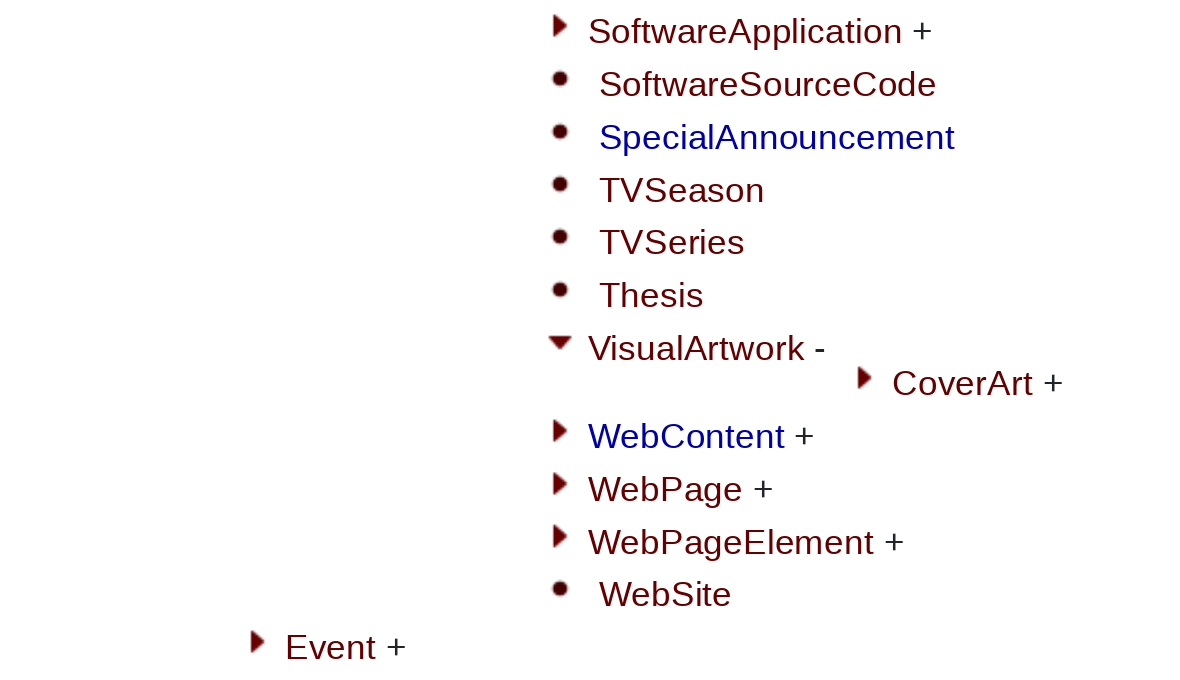 SoftwareApplication +
SoftwareSourceCode
SpecialAnnouncement
TVSeason
TVSeries
Thesis
VisualArtwork -
CoverArt +
WebContent +
WebPage +
WebPageElement +
WebSite
Event +